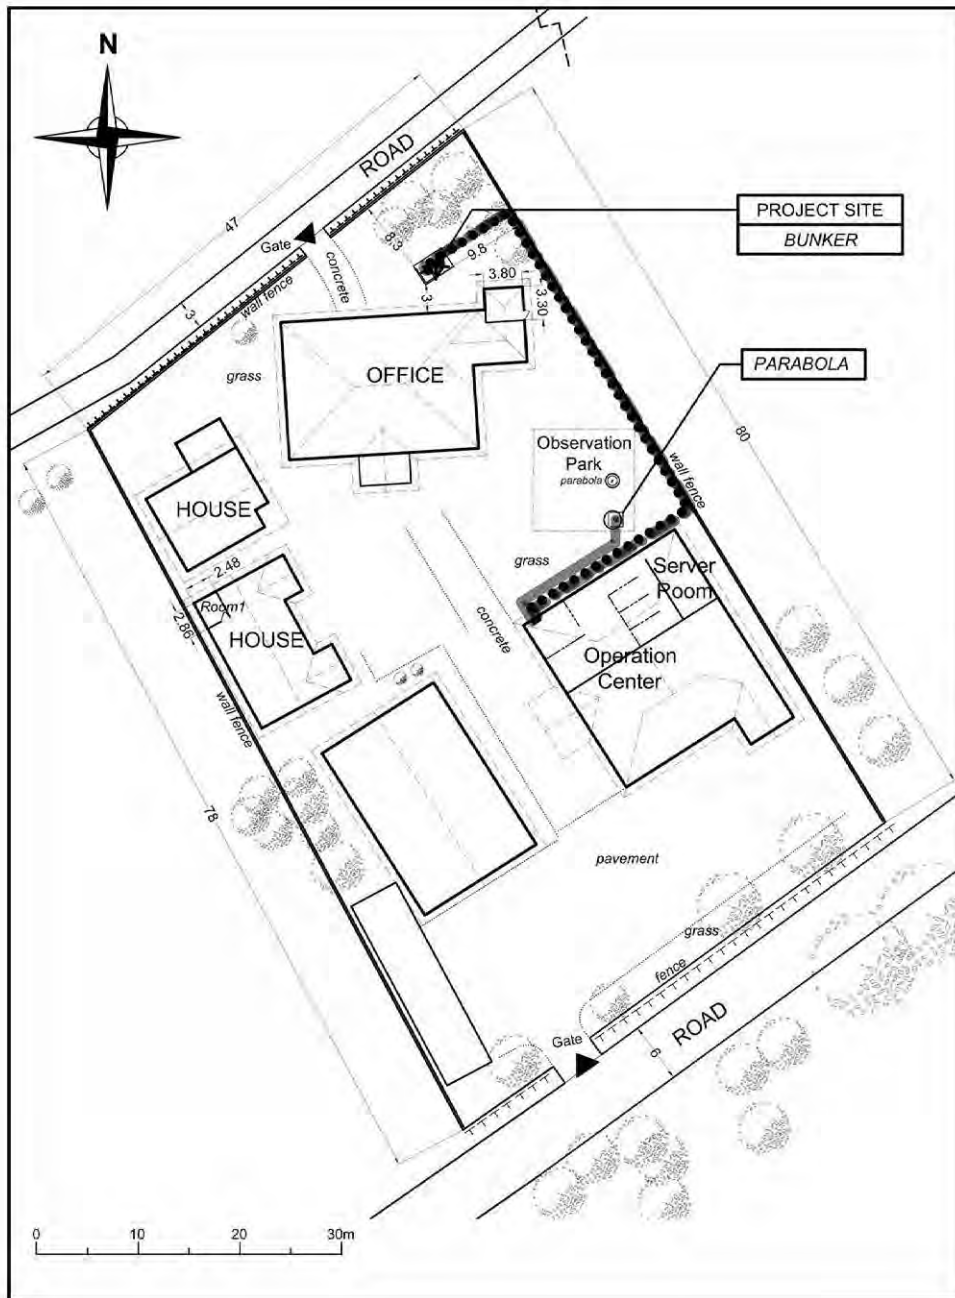 N
ROAD
47
Gate
concrete
wall fence
3
8.3
9.8
PROJECT SITE
BUNKER
3.80
3
3.30
OFFICE
grass
PARABOLA
80
Observation
Park
parabola
wall fence
HOUSE
grass
2.48
Server
Poom
Room1
2.86
HOUSE
concrete
Operation
Center
wall fence
78
pavement
grass
fence
ROAD
Gate
6
0 10 20 30m